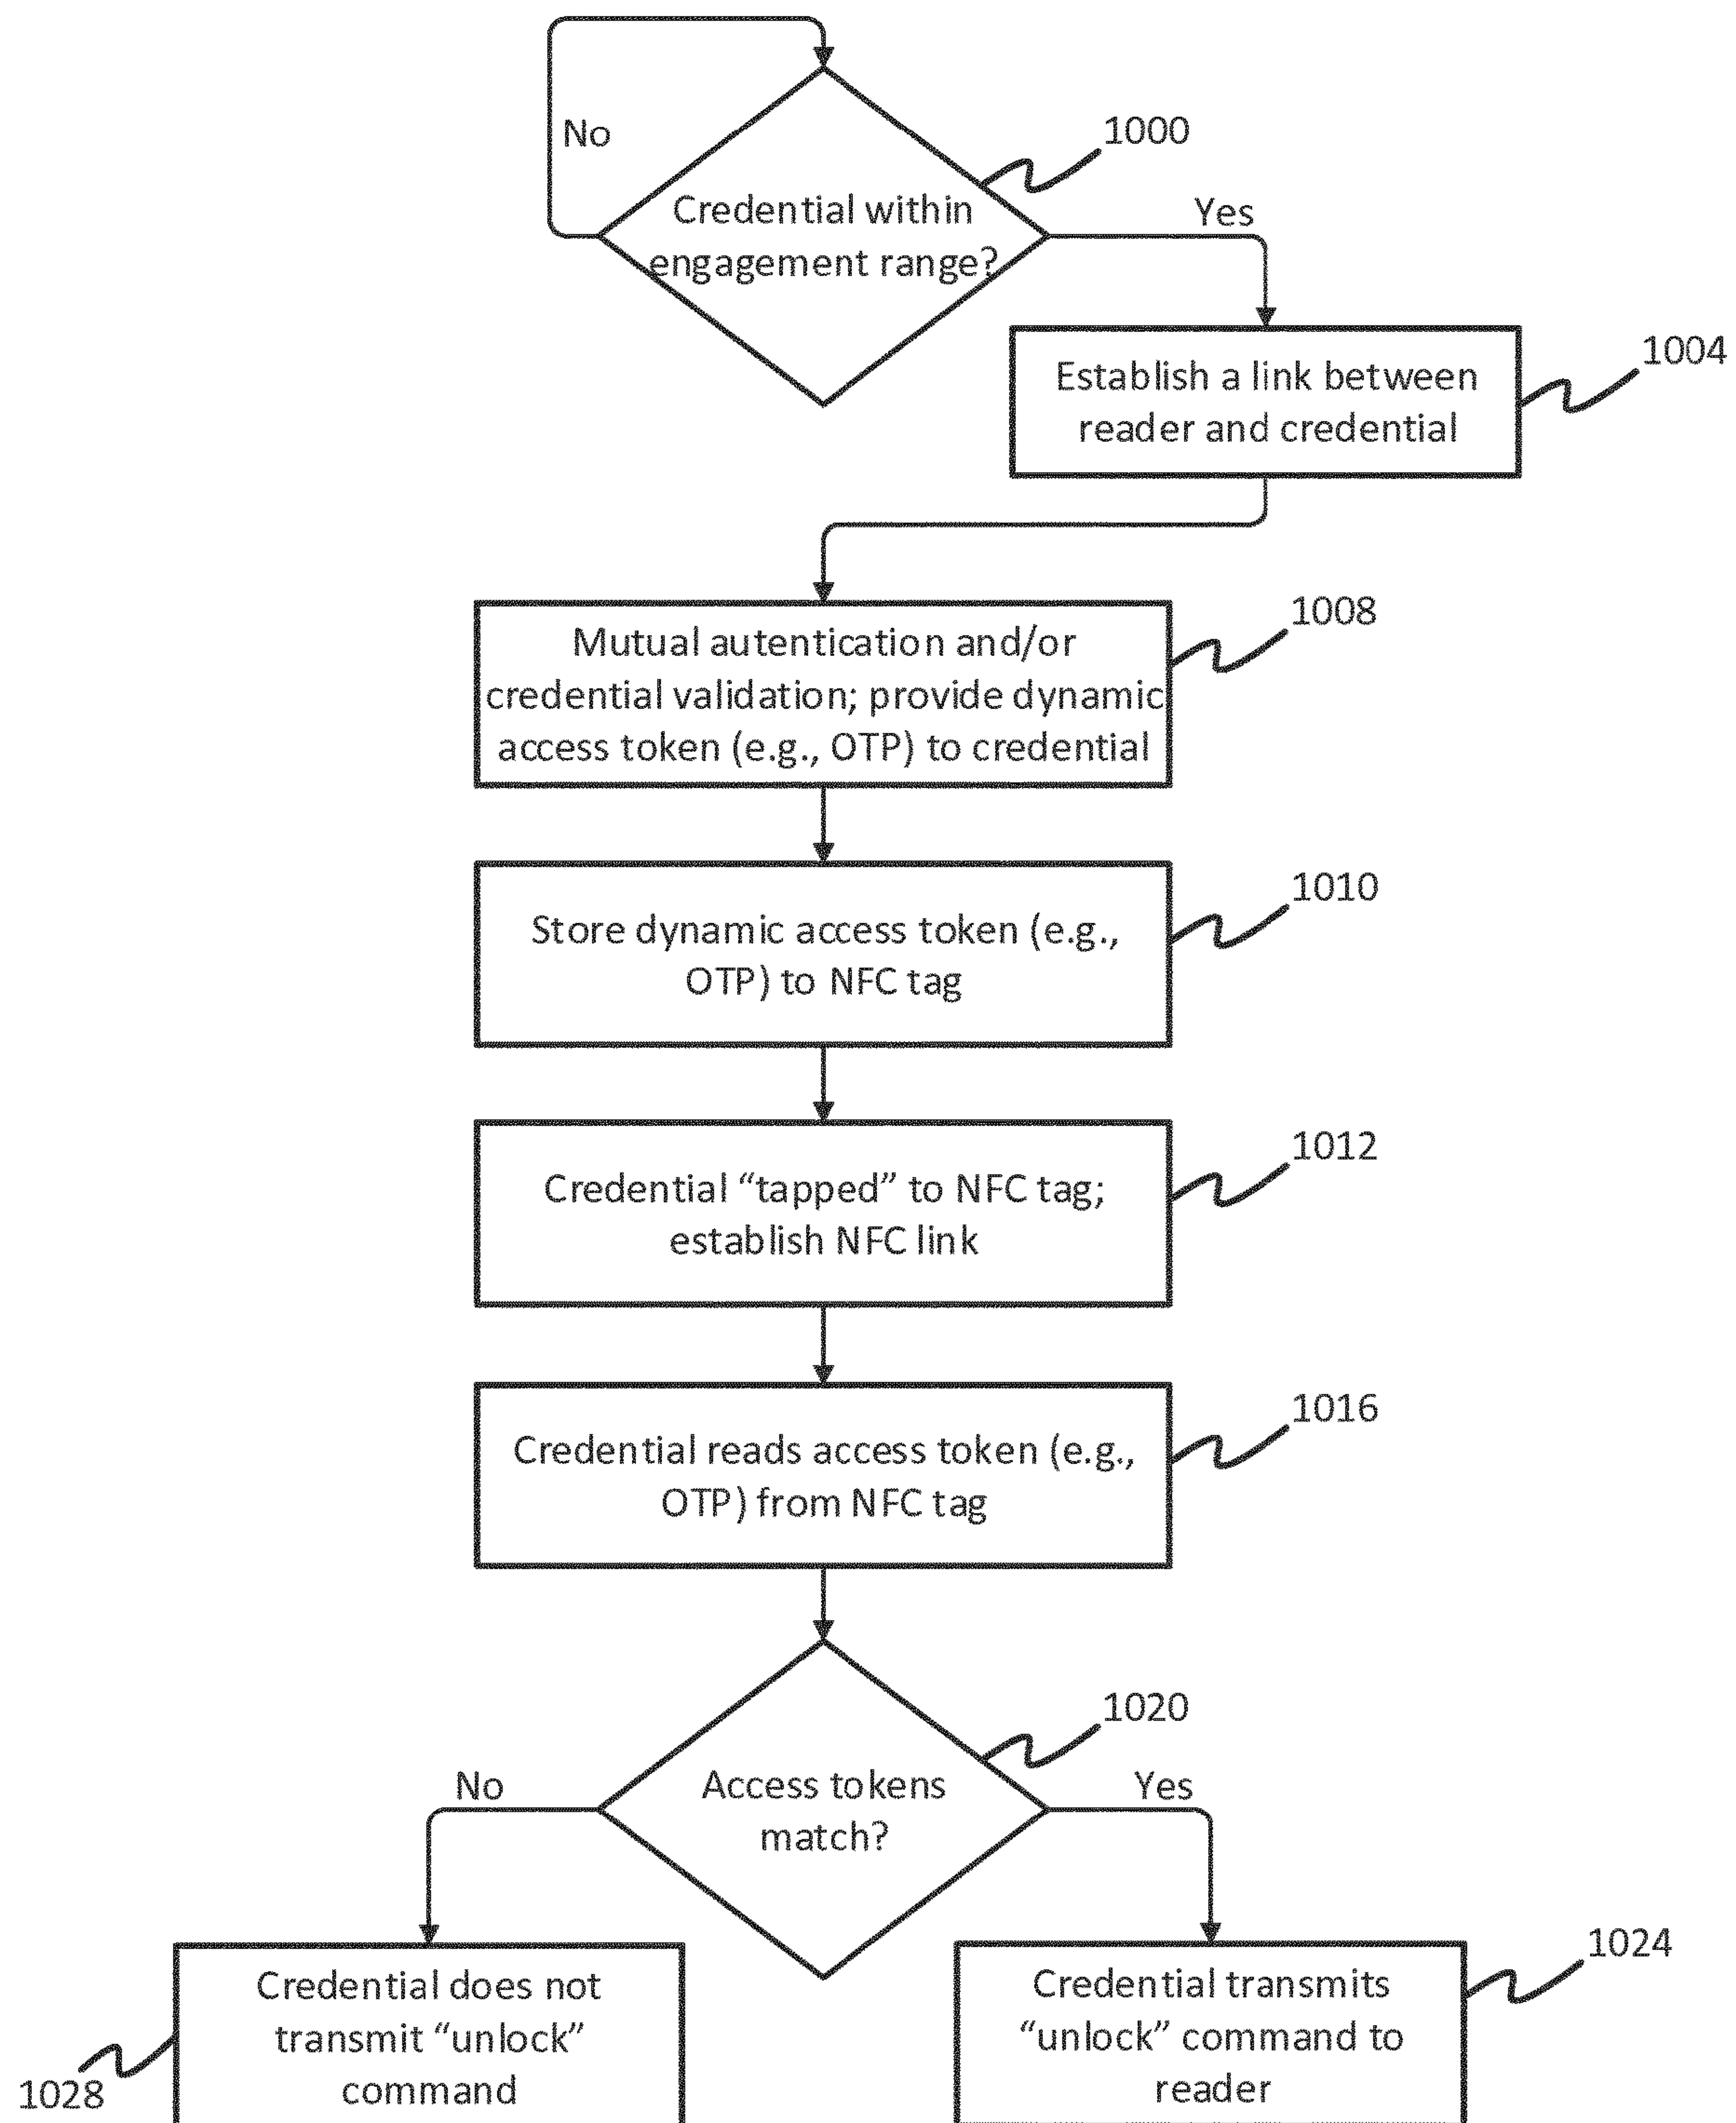 No
1000
Credential within
engagement range?
Yes
1004
Establish a link between
reader and credential
1008
Mutual autentication and/or
credential validation; provide dynamic
access token (e.g., OTP) to credential
1010
Store dynamic access token (e.g.,
OTP) to NFC tag
1012
Credential “tapped” to NFC tag;
establish NFC link
1016
Credential reads access token (e.g.,
OTP) from NFC tag
1020
Access tokens
match?
No
Yes
1028
Credential does not
transmit “unlock”
command
1024
Credential transmits
“unlock” command to
reader